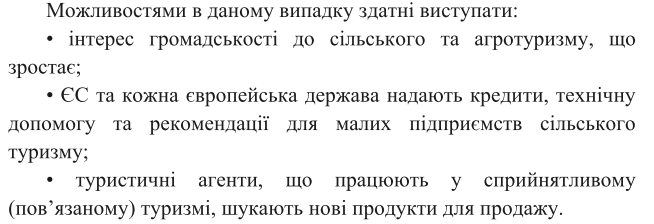 Можливостями в даному випадку здатні виступати:
• інтерес громадськості до сільського та агротуризму, що
зростає;
• ЄС та кожна європейська держава надають кредити, технічну
допомогу та рекомендації для малих підприємств сільського
туризму;
• туристичні агенти, що працюють у сприйнятливому
(пов’язаному) туризмі, шукають нові продукти для продажу.